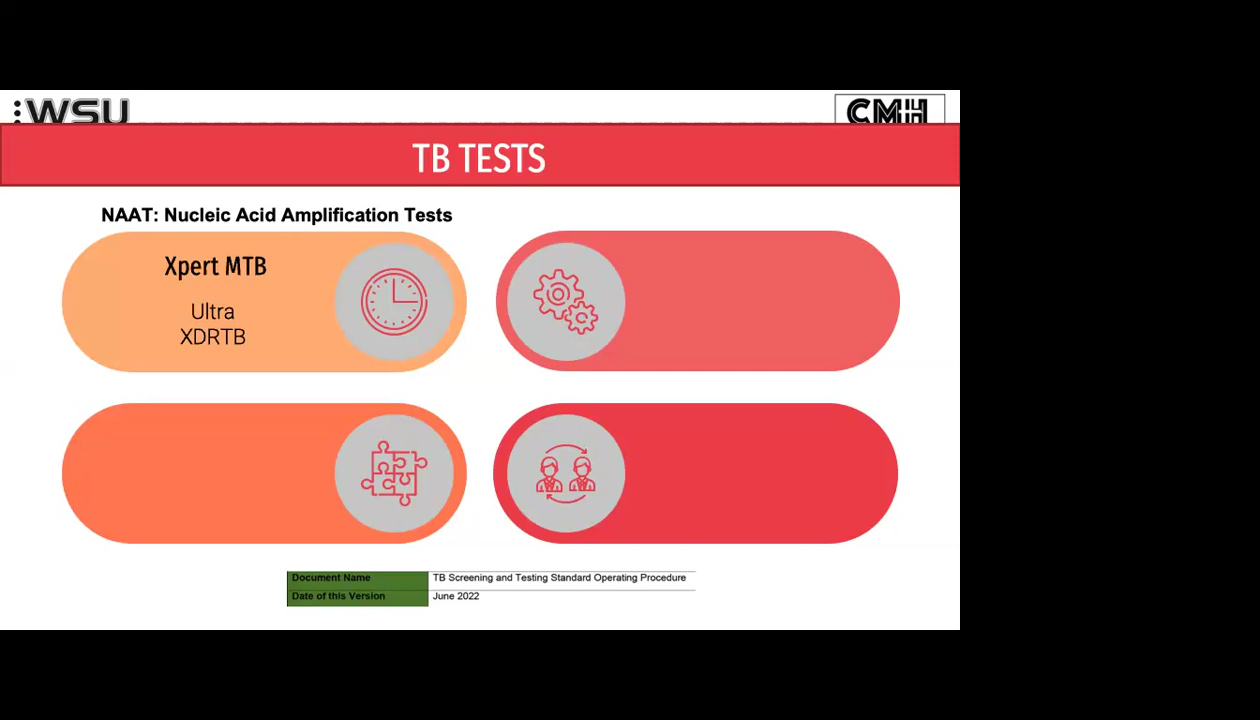 WSU
CMH
TB TESTS
NAAT: Nucleic Acid Amplification Tests
Xpert MTB
Ultra
XDRTB
Document Name TB Screening and Testing Standard Operating Procedure
Date of this Version June 2022